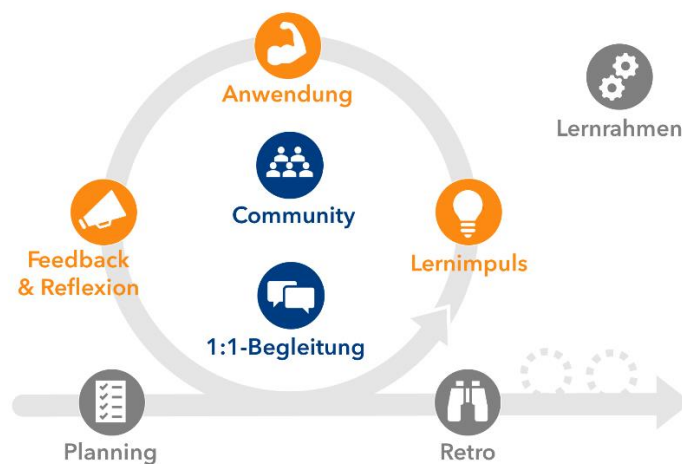 Anwendung
Lernrahmen
Community
Feedback
& Reflexion
Lernimpuls
1:1-Begleitung
Planning
Retro